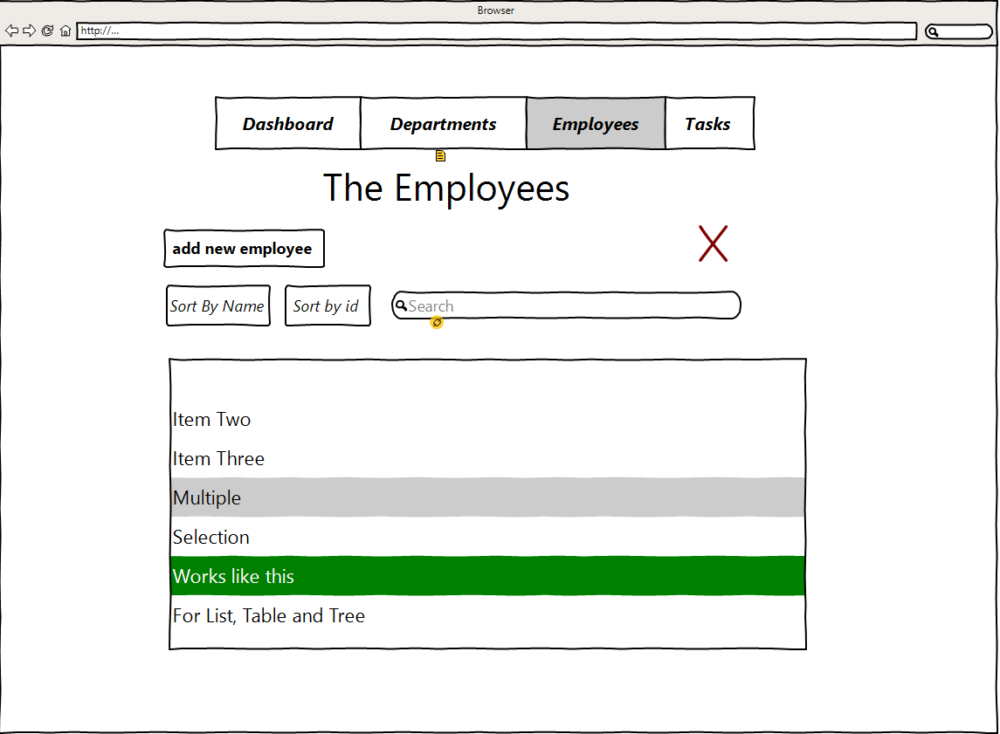 Browser
http://...
Dashboard Departments Employees Tasks
The Employees
add new employee
Sort By Name Sort by id Search
Item Two
Item Three
Multiple
Selection
Works like this
For List, Table and Tree